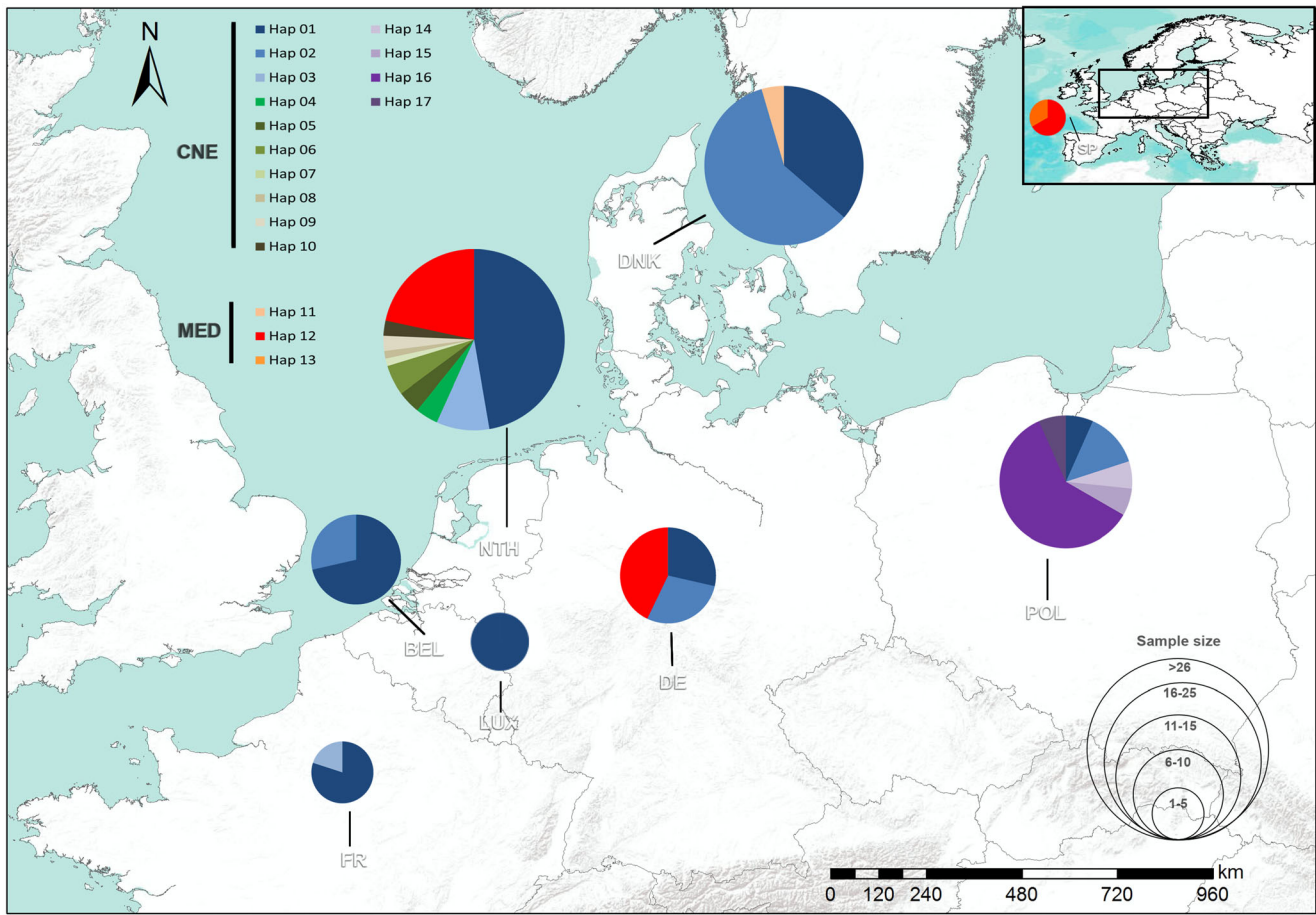 N
CNE
Hap 01
Hap 02
Hap 03
Hap 04
Hap 05
Hap 06
Hap 07
Hap 08
Hap 09
Hap 10
MED
Hap 11
Hap 12
Hap 13
Hap 14
Hap 15
Hap 16
Hap 17
SP
DNK
NTH
BEL
LUX
DE
FR
POL
Sample size
>26
16-25
11-15
6-10
1-5
km
0 120 240 480 720 960